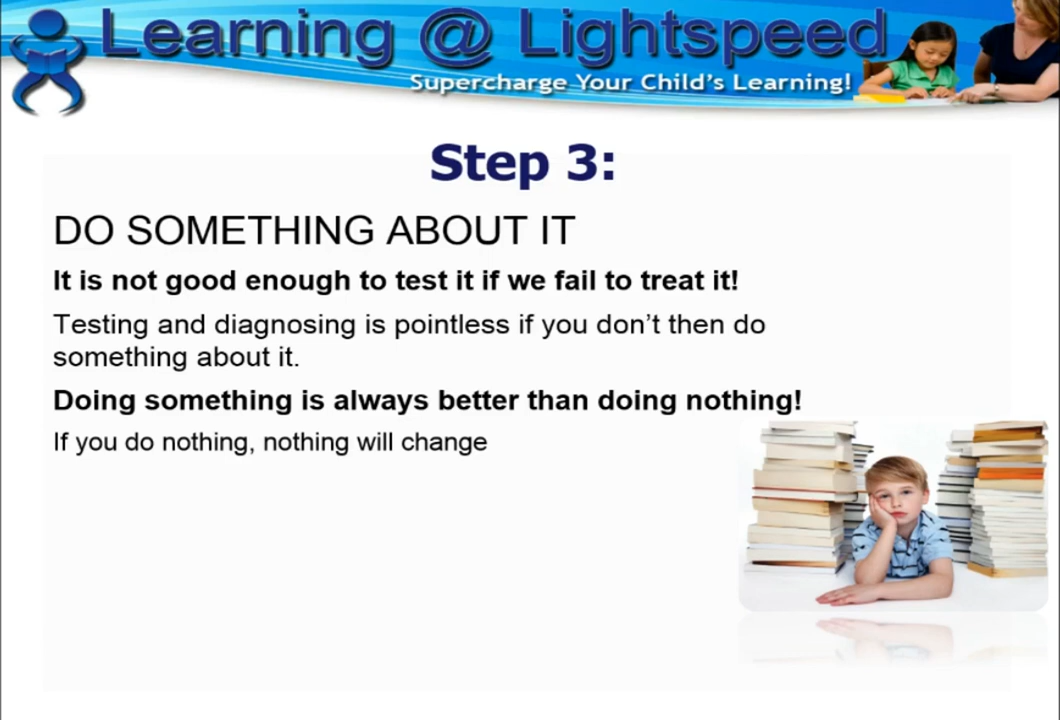 Learning @ Lightspeed
Supercharge Your Child's Learning!
Step 3:
DO SOMETHING ABOUT IT
It is not good enough to test it if we fail to treat it!
Testing and diagnosing is pointless if you don't then do
something about it.
Doing something is always better than doing nothing!
If you do nothing, nothing will change